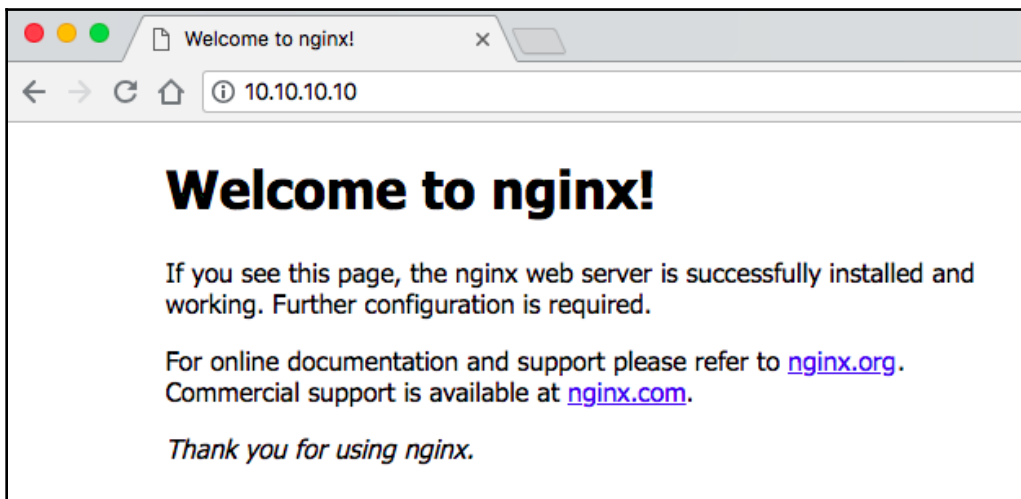 Welcome to nginx!
10.10.10.10
Welcome to nginx!
If you see this page, the nginx web server is successfully installed and
working. Further configuration is required.
For online documentation and support please refer to nginx.org.
Commercial support is available at nginx.com.
Thank you for using nginx.